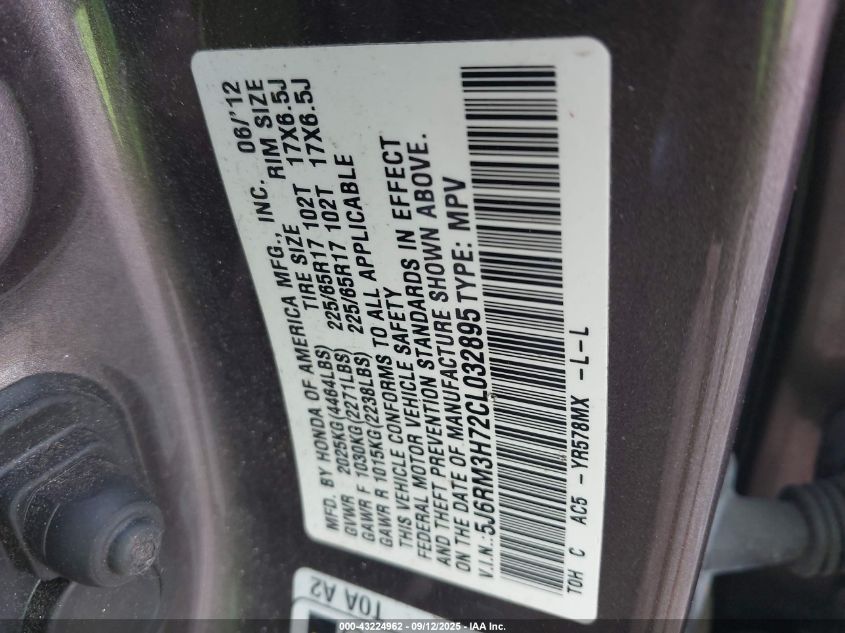 MFD. BY HONDA OF AMERICA MFG., INC. 06/'12
GVWR 2025KG(4464LBS) TIRE SIZE RIM SIZE
GAWR F 1030KG(2271LBS) 225/65R17 102T 17X6.5J
GAWR R 1015KG(2238LBS) 225/65R17 102T 17X6.5J
THIS VEHICLE CONFORMS TO ALL APPLICABLE
FEDERAL MOTOR VEHICLE SAFETY
AND THEFT PREVENTION STANDARDS IN EFFECT
ON THE DATE OF MANUFACTURE SHOWN ABOVE.
V.I.N.:5J6RM3H72CL032895 TYPE: MPV
TOH C AC5 -YR578MX -L-L
T0A A2
000-43224962 - 09/12/2025 - IAA Inc.